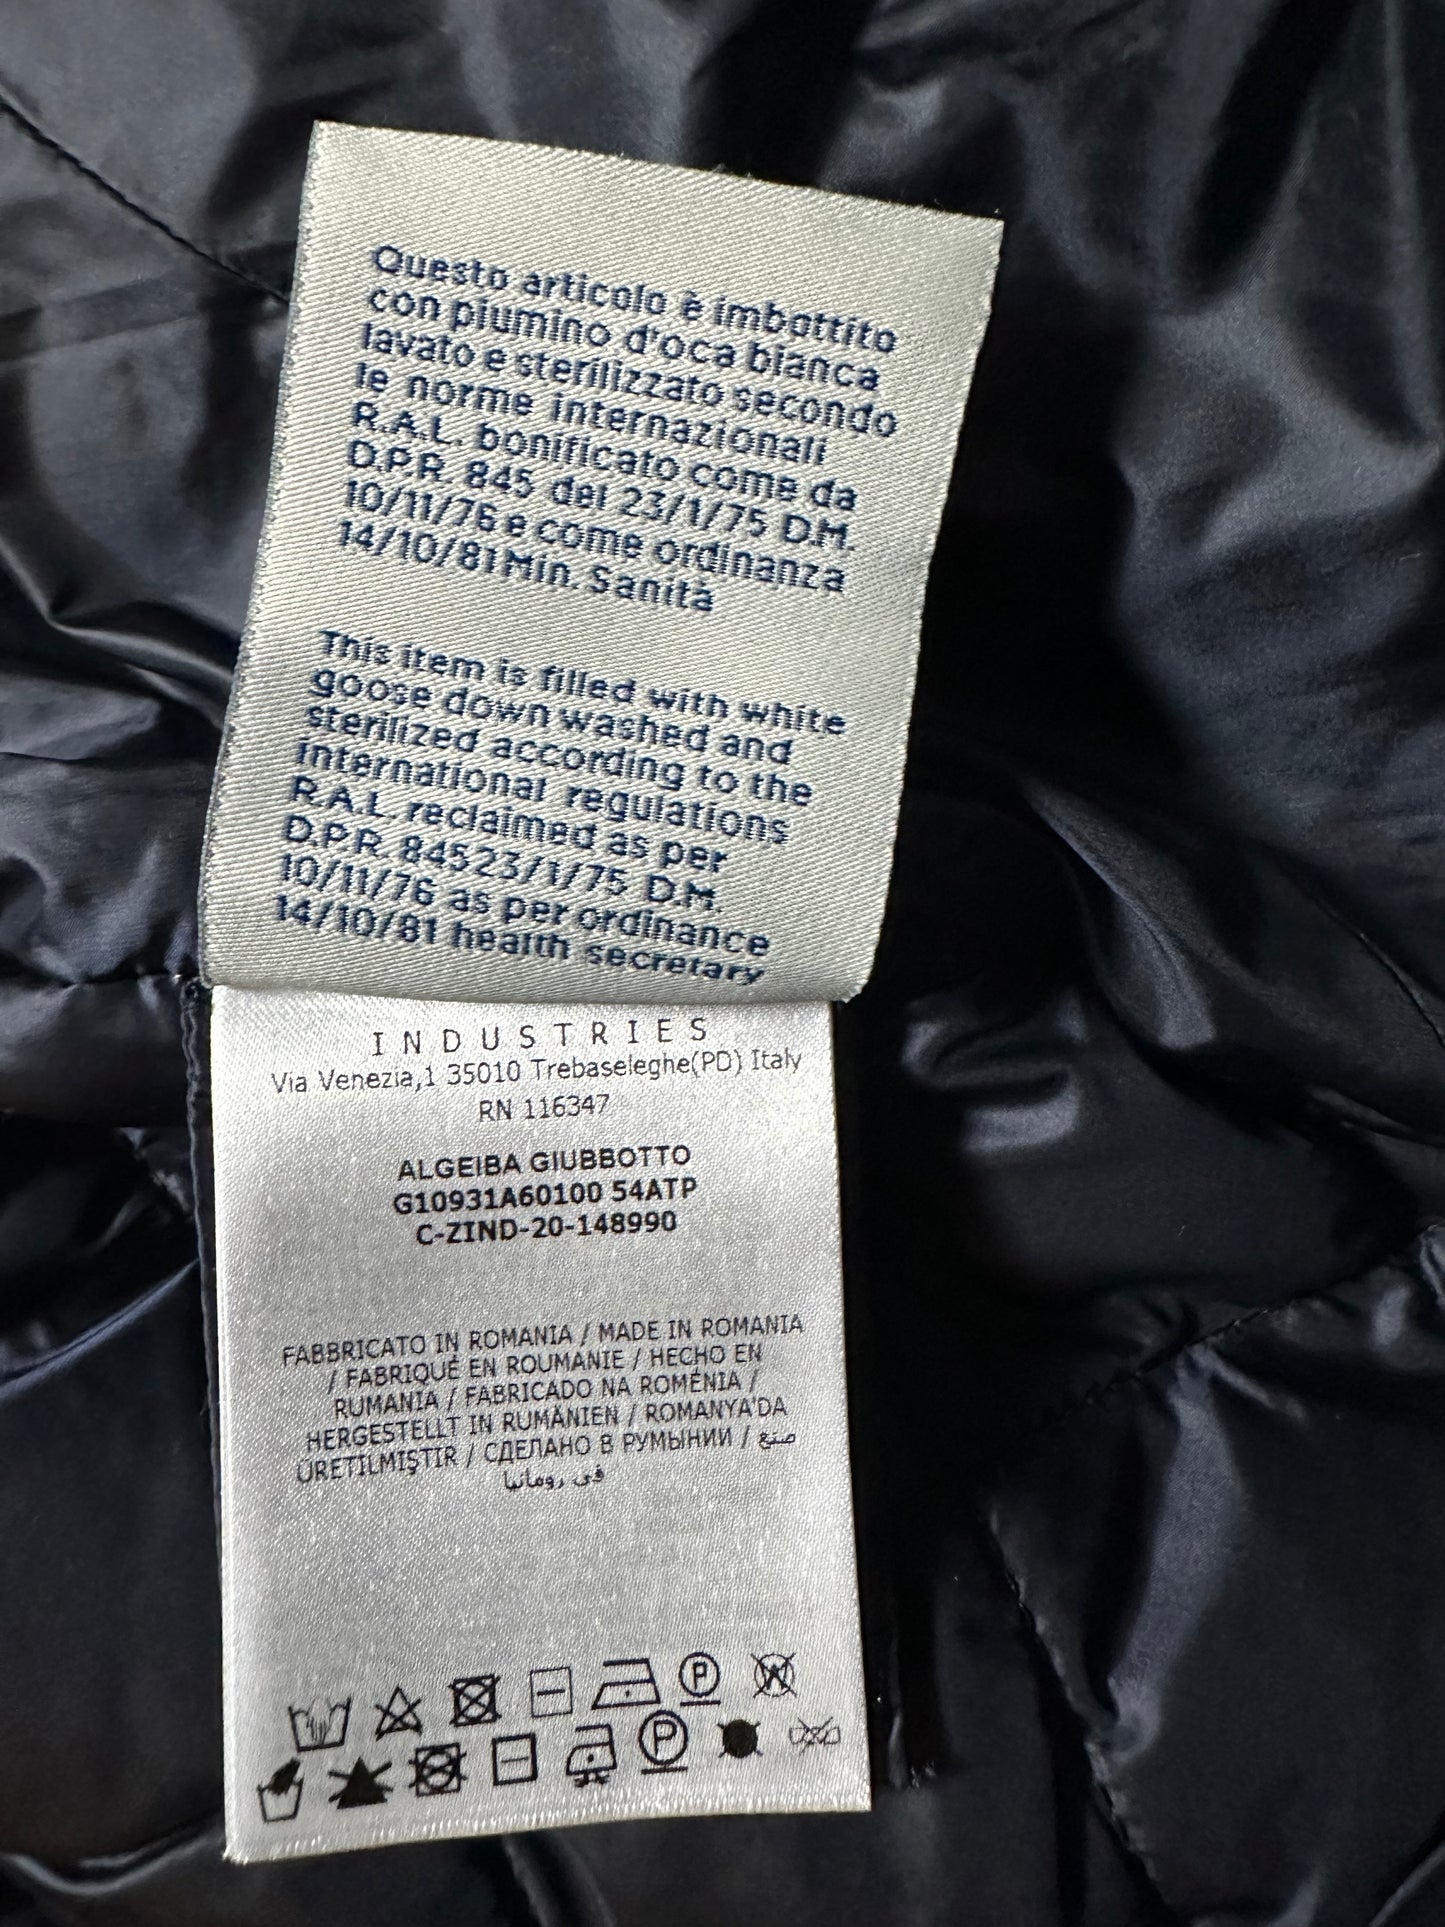 Questo articolo è imbottito
con piumino d'oca bianca
lavato e sterilizzato secondo
le norme internazionali
R.A.L. bonificato come da
D.P.R. 845 del 23/1/75 D.M.
10/11/76 e come ordinanza
14/10/81 Min. Sanità
This item is filled with white
goose down washed and
sterilized according to the
international regulations
R.A.L. reclaimed as per
D.P.R. 84523/1/75 D.M.
10/11/76 as per ordinance
14/10/81 health secretary
INDUSTRIES
Via Venezia,1 35010 Trebaseleghe(PD) Italy
RN 116347
ALGEIBA GIUBBOTTO
G10931A60100 54ATP
C-ZIND-20-148990
FABBRICATO IN ROMANIA / MADE IN ROMANIA
/ FABRIQUÉ EN ROUMANIE / HECHO EN
RUMANIA / FABRICADO NA ROMÉNIA /
HERGESTELLT IN RUMÄNIEN / ROMANYA'DA
ÜRETİLMİŞTİR / СДЕЛАНО В РУМЫНИИ / صنع
في رومانيا
P W
P